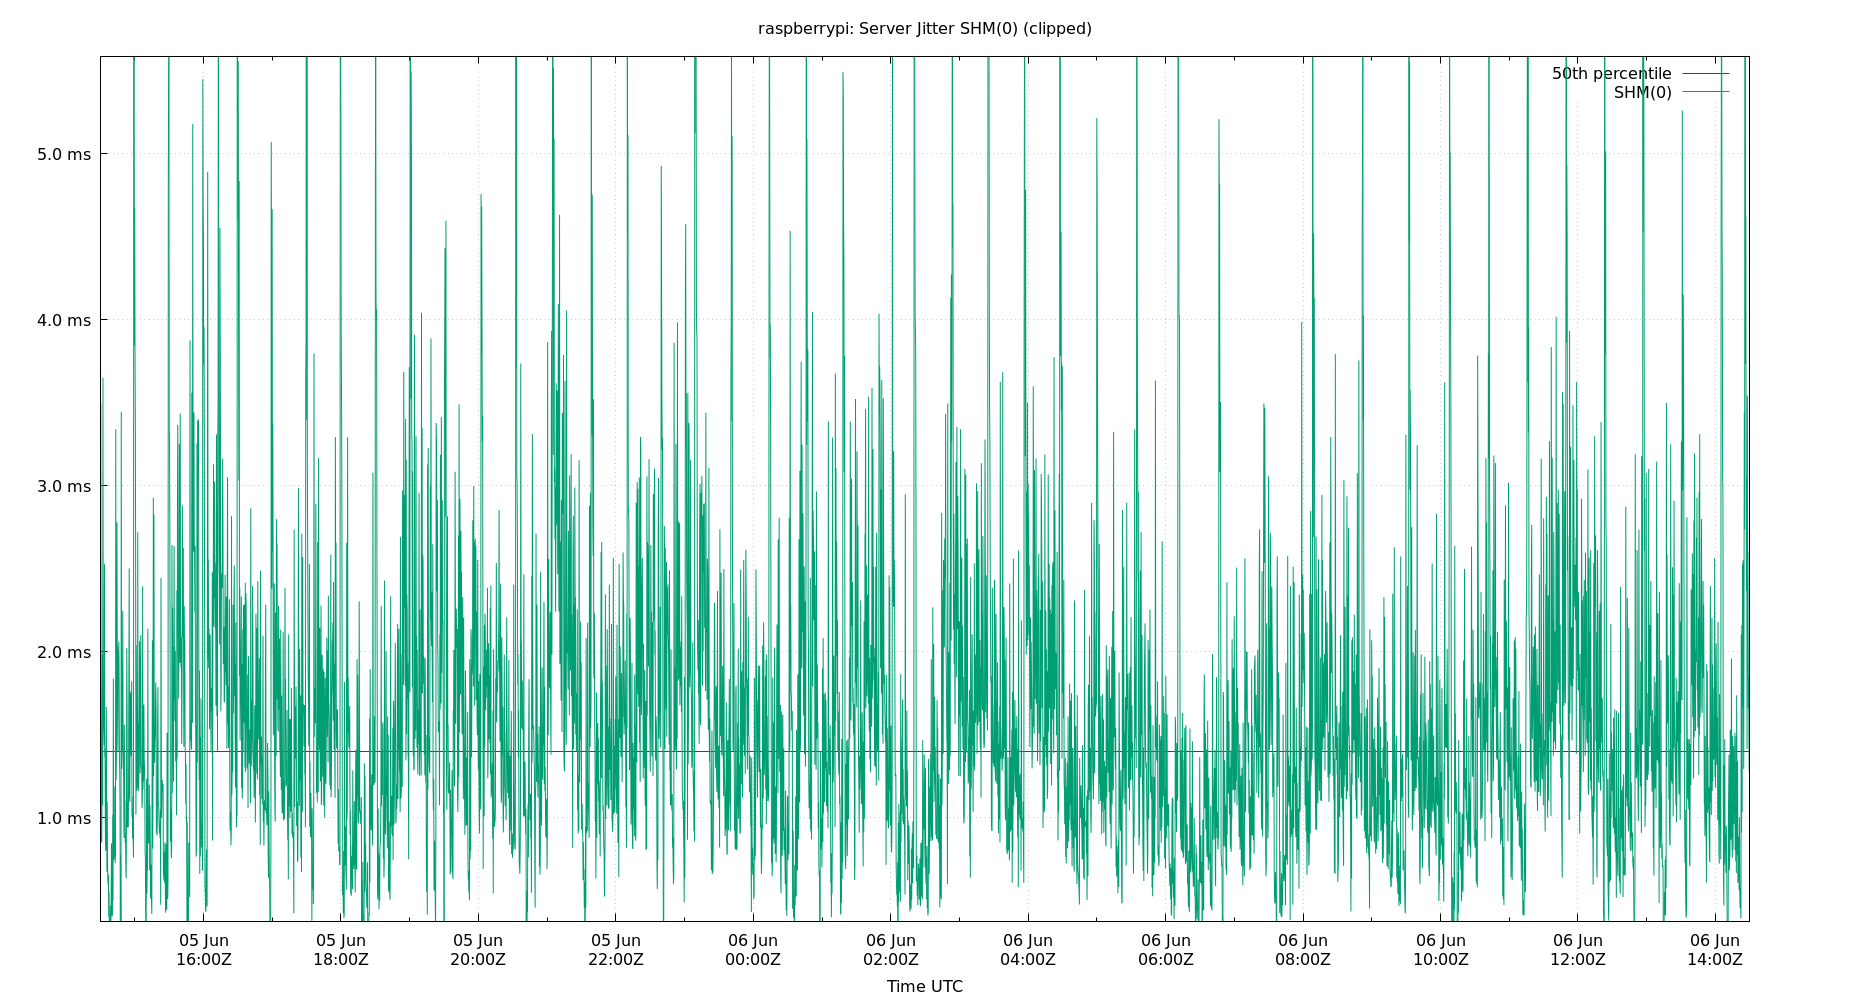 raspberrypi: Server Jitter SHM(0) (clipped)
50th percentile
SHM(0)
5.0 ms
4.0 ms
3.0 ms
2.0 ms
1.0 ms
05 Jun 05 Jun 05 Jun 05 Jun 06 Jun 06 Jun 06 Jun 06 Jun 06 Jun 06 Jun 06 Jun 06 Jun
16:00Z 18:00Z 20:00Z 22:00Z 00:00Z 02:00Z 04:00Z 06:00Z 08:00Z 10:00Z 12:00Z 14:00Z
Time UTC